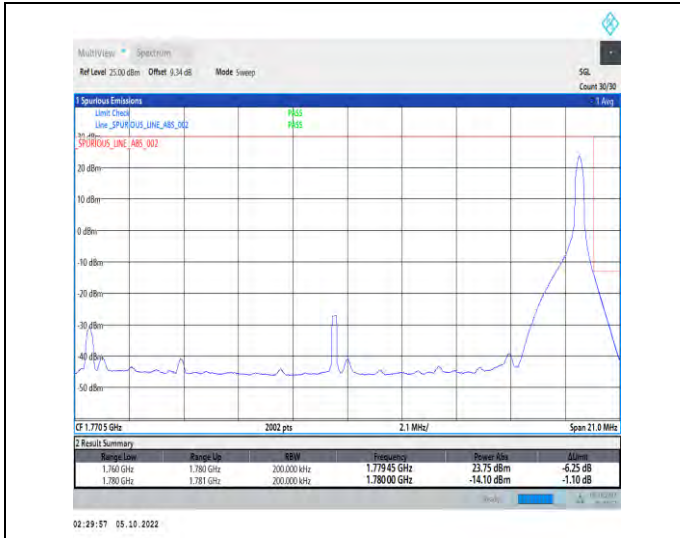 MultiView Spectrum
Ref Level 25.00 dBm Offset 9.34 dB Mode Sweep SGL
Count 30/30
1 Spurious Emissions 1 Avg
Limit Check PASS
Line _SPURIOUS_LINE_ABS_002 PASS
30 dBm
_SPURIOUS_LINE_ABS_002
20 dBm
10 dBm
0 dBm
-10 dBm
-20 dBm
-30 dBm
-40 dBm
-50 dBm
CF 1.7705 GHz 2002 pts 2.1 MHz/ Span 21.0 MHz
2 Result Summary
Range Low Range Up RBW Frequency Power Abs ΔLimit
1.760 GHz 1.780 GHz 200.000 kHz 1.77945 GHz 23.75 dBm -6.25 dB
1.780 GHz 1.781 GHz 200.000 kHz 1.78000 GHz -14.10 dBm -1.10 dB
Ready
02:29:57 05.10.2022